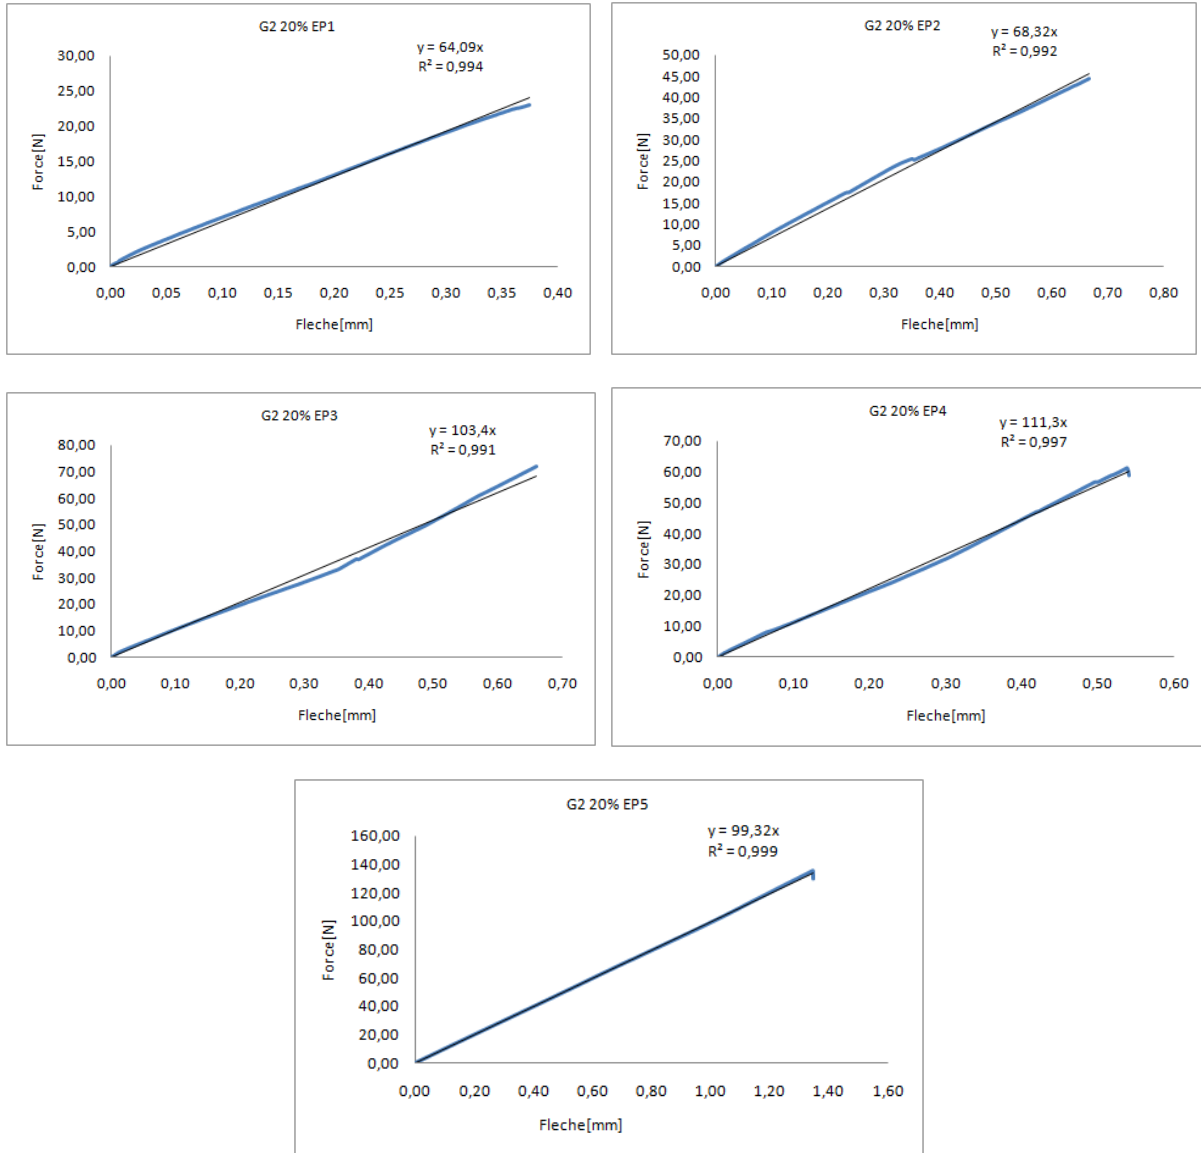 G2 20% EP1
y = 64,09x
R² = 0,994
30,00
25,00
20,00
15,00
10,00
5,00
0,00
Force[N]
0,00 0,05 0,10 0,15 0,20 0,25 0,30 0,35 0,40
Fleche[mm]
G2 20% EP2
y = 68,32x
R² = 0,992
50,00
45,00
40,00
35,00
30,00
25,00
20,00
15,00
10,00
5,00
0,00
Force[N]
0,00 0,10 0,20 0,30 0,40 0,50 0,60 0,70 0,80
Fleche[mm]
G2 20% EP3
y = 103,4x
R² = 0,991
80,00
70,00
60,00
50,00
40,00
30,00
20,00
10,00
0,00
Force[N]
0,00 0,10 0,20 0,30 0,40 0,50 0,60 0,70
Fleche[mm]
G2 20% EP4
y = 111,3x
R² = 0,997
70,00
60,00
50,00
40,00
30,00
20,00
10,00
0,00
Force[N]
0,00 0,10 0,20 0,30 0,40 0,50 0,60
Fleche[mm]
G2 20% EP5
y = 99,32x
R² = 0,999
160,00
140,00
120,00
100,00
80,00
60,00
40,00
20,00
0,00
Force[N]
0,00 0,20 0,40 0,60 0,80 1,00 1,20 1,40 1,60
Fleche[mm]